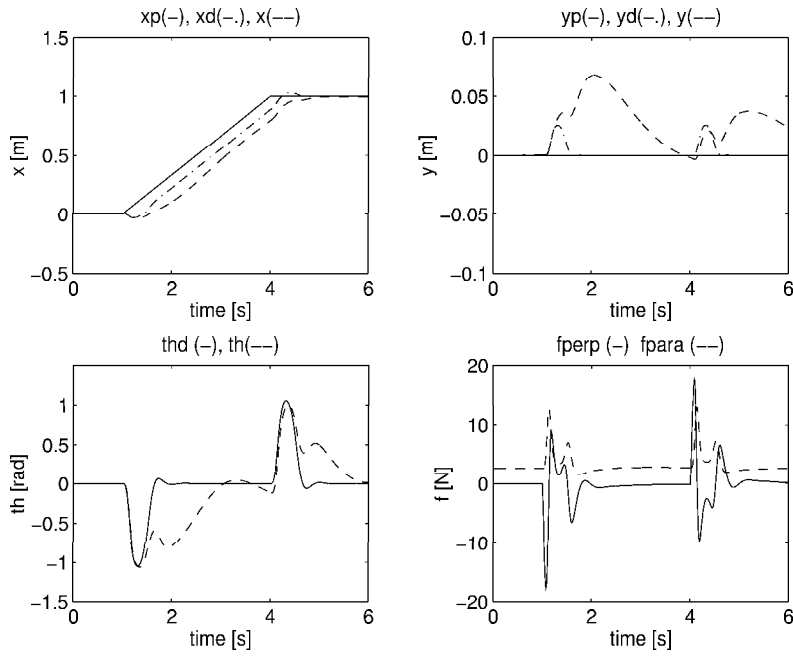 xp(-), xd(-.), x(--)
1.5
1
0.5
0
-0.5
x [m]
0 2 4 6
time [s]
yp(-), yd(-.), y(--)
0.1
0.05
0
-0.05
-0.1
y [m]
0 2 4 6
time [s]
thd (-), th(--)
1
0.5
0
-0.5
-1
-1.5
th [rad]
0 2 4 6
time [s]
fperp (-) fpara (--)
20
10
0
-10
-20
f [N]
0 2 4 6
time [s]